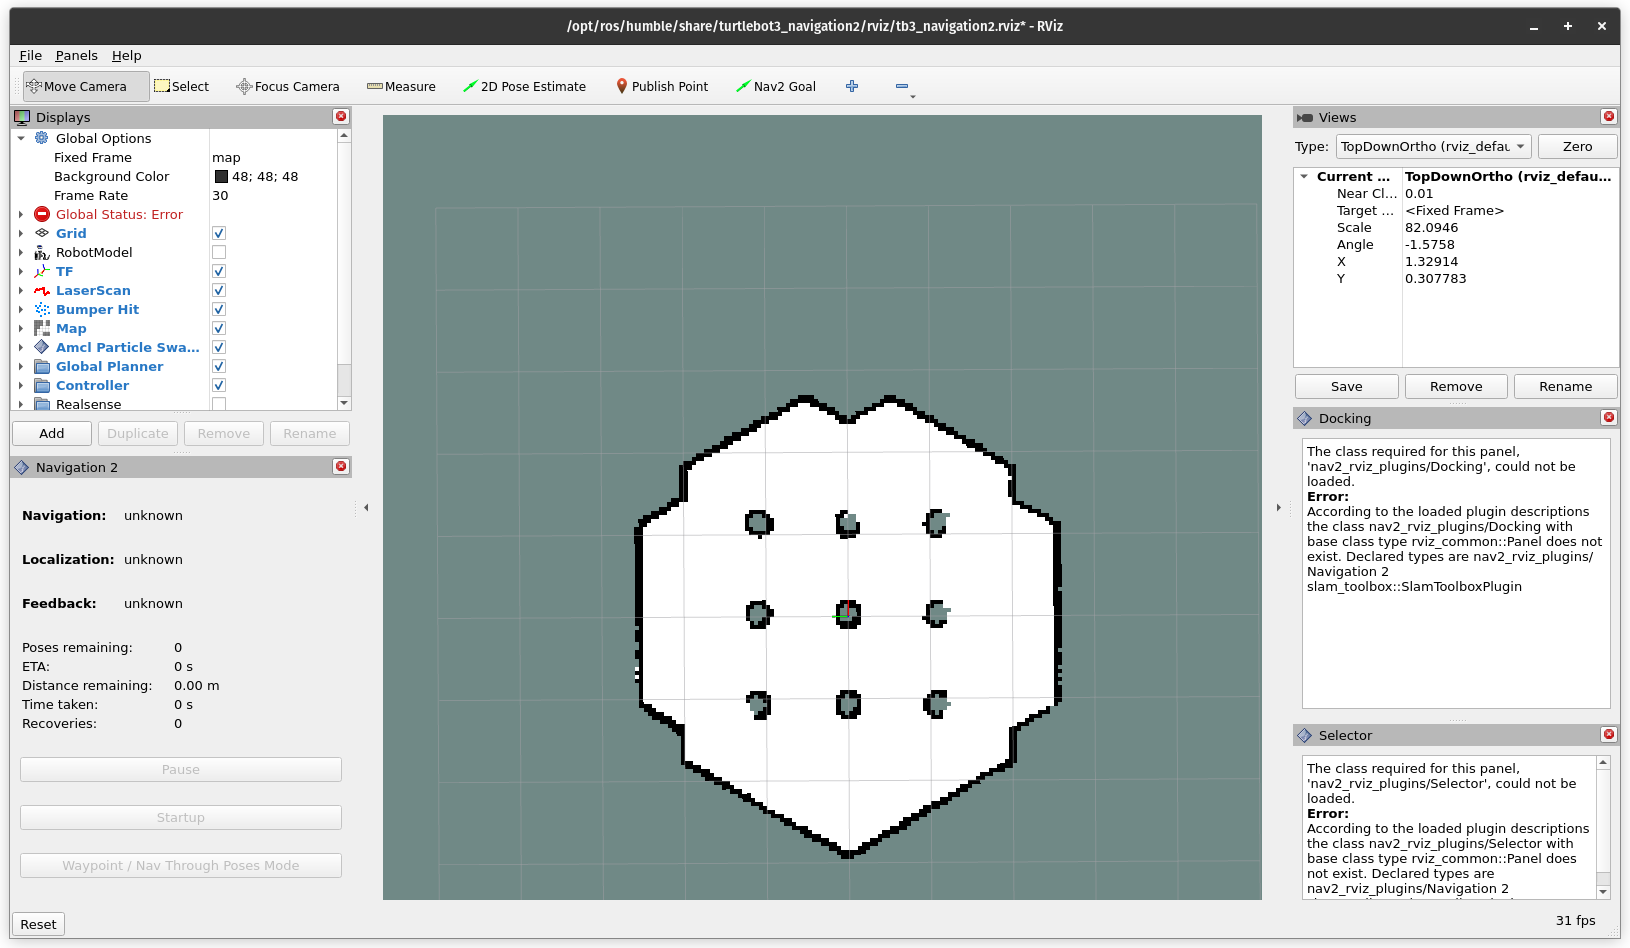 /opt/ros/humble/share/turtlebot3_navigation2/rviz/tb3_navigation2.rviz* - RViz
File Panels Help
Move Camera Select Focus Camera Measure 2D Pose Estimate Publish Point Nav2 Goal
Displays
Global Options
Fixed Frame map
Background Color 48; 48; 48
Frame Rate 30
Global Status: Error
Grid
RobotModel
TF
LaserScan
Bumper Hit
Map
Amcl Particle Swa...
Global Planner
Controller
Realsense
Add Duplicate Remove Rename
Navigation 2
Navigation: unknown
Localization: unknown
Feedback: unknown
Poses remaining: 0
ETA: 0 s
Distance remaining: 0.00 m
Time taken: 0 s
Recoveries: 0
Pause
Startup
Waypoint / Nav Through Poses Mode
Reset
Views
Type: TopDownOrtho (rviz_defau Zero
Current ... TopDownOrtho (rviz_defau...
Near Cl... 0.01
Target ... <Fixed Frame>
Scale 82.0946
Angle -1.5758
X 1.32914
Y 0.307783
Save Remove Rename
Docking
The class required for this panel,
'nav2_rviz_plugins/Docking', could not be
loaded.
Error:
According to the loaded plugin descriptions
the class nav2_rviz_plugins/Docking with
base class type rviz_common::Panel does not
exist. Declared types are nav2_rviz_plugins/
Navigation 2
slam_toolbox::SlamToolboxPlugin
Selector
The class required for this panel,
'nav2_rviz_plugins/Selector', could not be
loaded.
Error:
According to the loaded plugin descriptions
the class nav2_rviz_plugins/Selector with
base class type rviz_common::Panel does
not exist. Declared types are
nav2_rviz_plugins/Navigation 2
31 fps